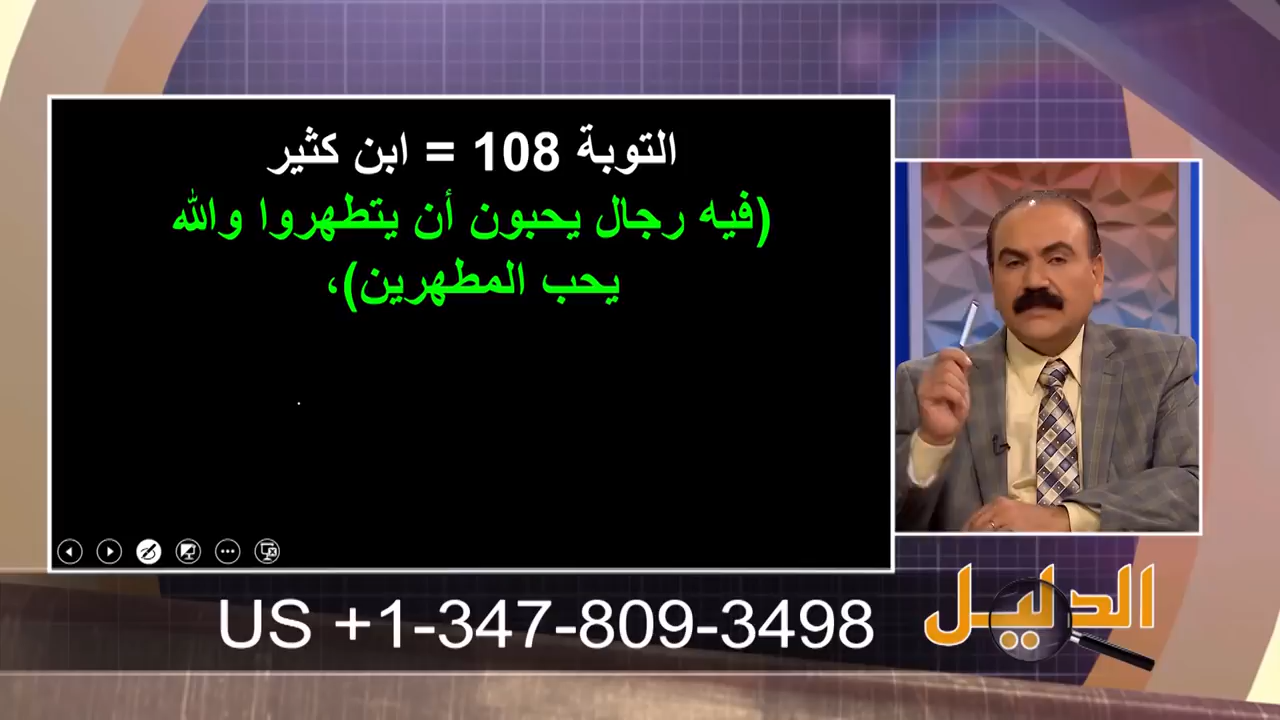 التوبة 108 = ابن كثير
(فيه رجال يحبون أن يتطهروا والله
يحب المطهرين)،
US +1-347-809-3498
الدليل